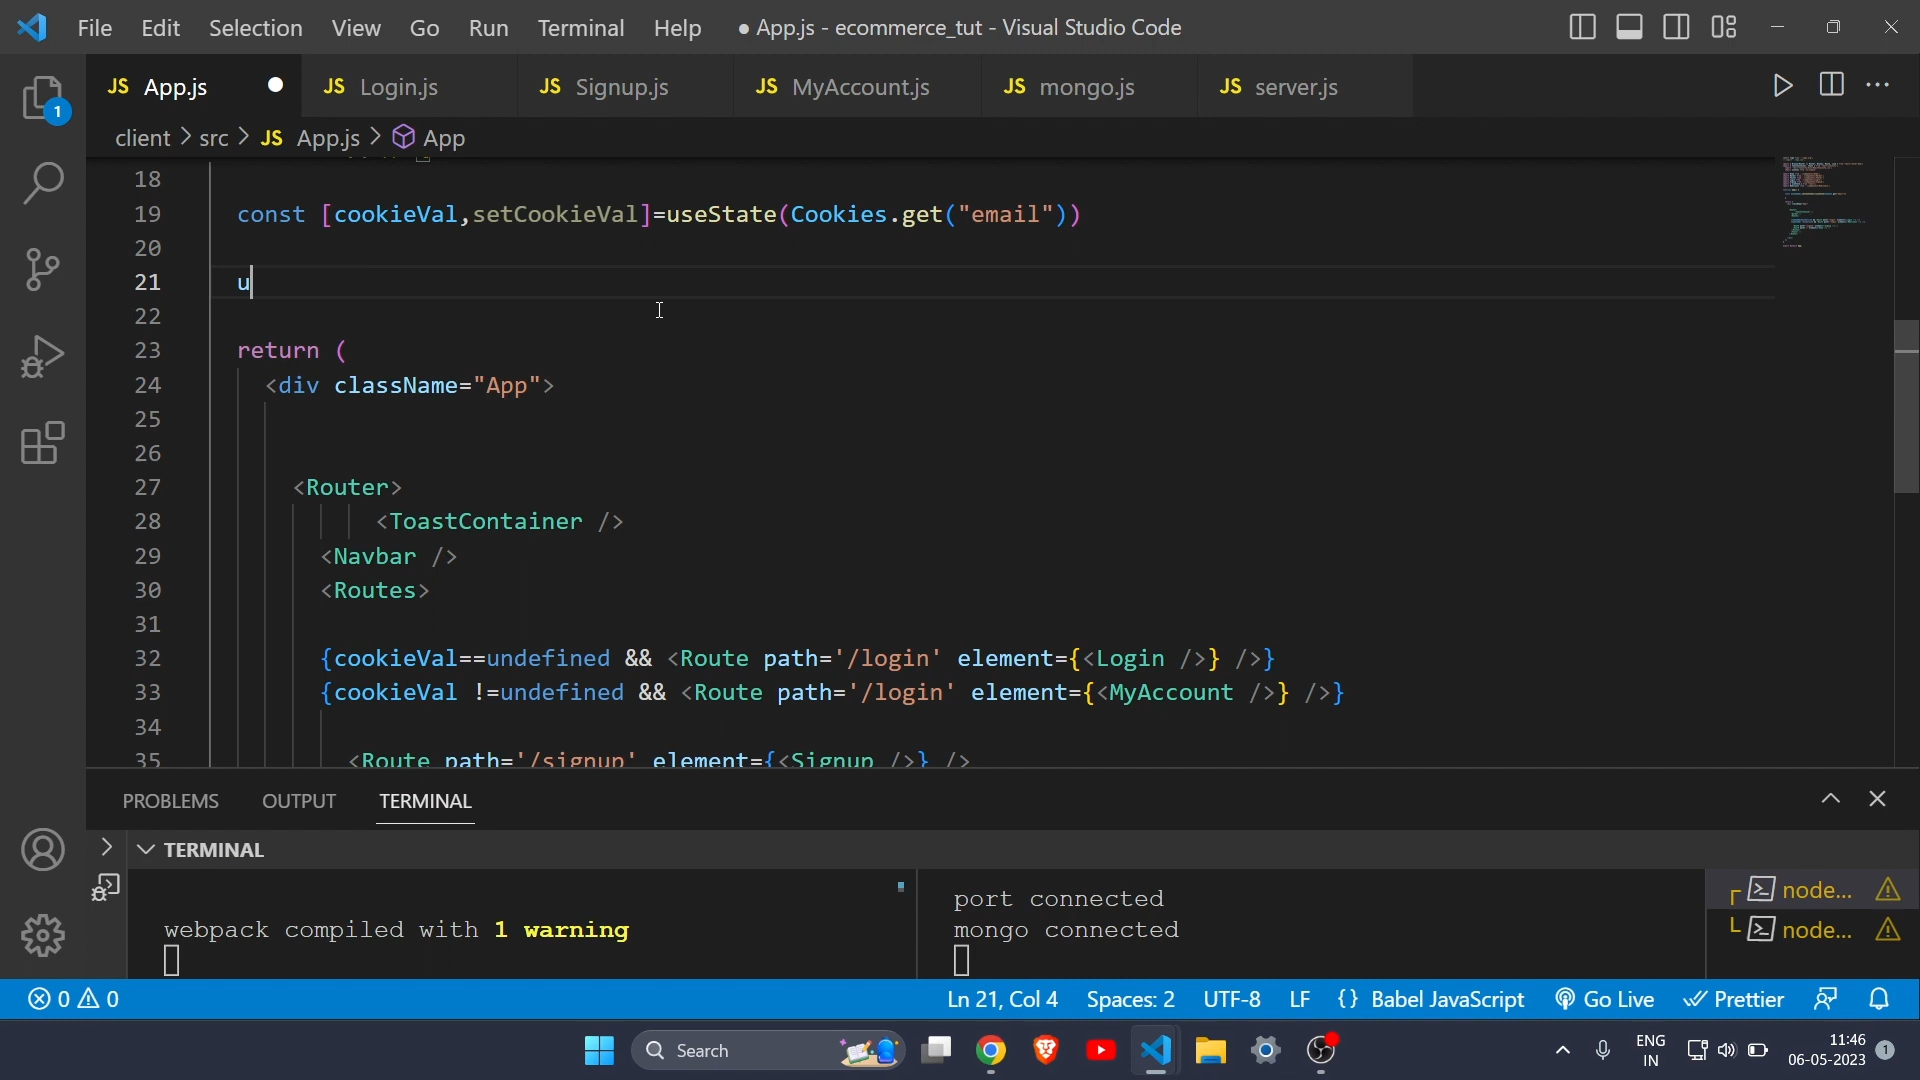 File Edit Selection View Go Run Terminal Help ● App.js - ecommerce_tut - Visual Studio Code
JS App.js JS Login.js JS Signup.js JS MyAccount.js JS mongo.js JS server.js
1
client > src > JS App.js > App
18
19 const [cookieVal,setCookieVal]=useState(Cookies.get("email"))
20
21 u
22
23 return (
24 <div className="App">
25
26
27 <Router>
28 <ToastContainer />
29 <Navbar />
30 <Routes>
31
32 {cookieVal==undefined && <Route path='/login' element={<Login />} />}
33 {cookieVal !=undefined && <Route path='/login' element={<MyAccount />} />}
34
35 <Route path='/signup' element={<Signup />} />
PROBLEMS OUTPUT TERMINAL
TERMINAL
port connected
webpack compiled with 1 warning
mongo connected
node...
node...
0 0 Ln 21, Col 4 Spaces: 2 UTF-8 LF {} Babel JavaScript Go Live Prettier
Search
ENG
IN
11:46
06-05-2023
1